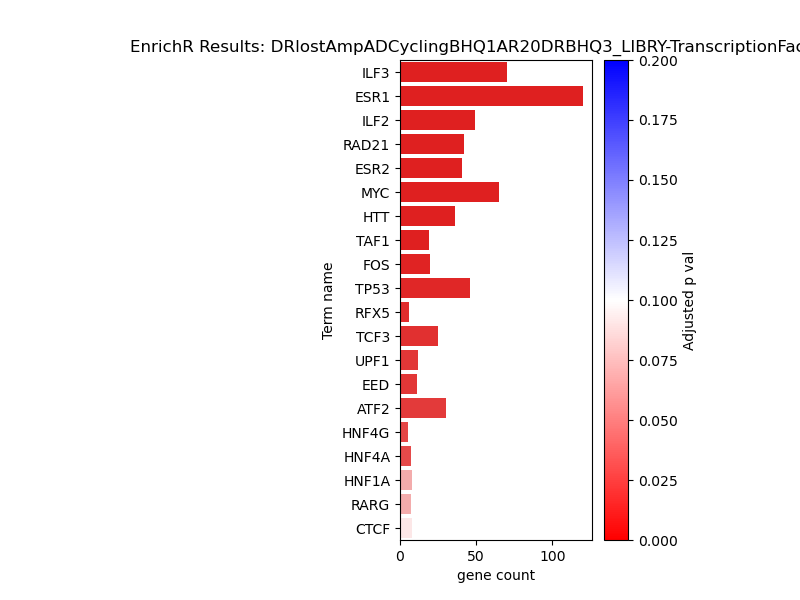 EnrichR Results: DRlostAmpADCyclingBHQ1AR20DRBHQ3_LIBRY-TranscriptionFac
ILF3
ESR1
ILF2
RAD21
ESR2
MYC
HTT
TAF1
FOS
TP53
RFX5
TCF3
UPF1
EED
ATF2
HNF4G
HNF4A
HNF1A
RARG
CTCF
Term name
0 50 100
gene count
0.200
0.175
0.150
0.125
0.100
0.075
0.050
0.025
0.000
Adjusted p val